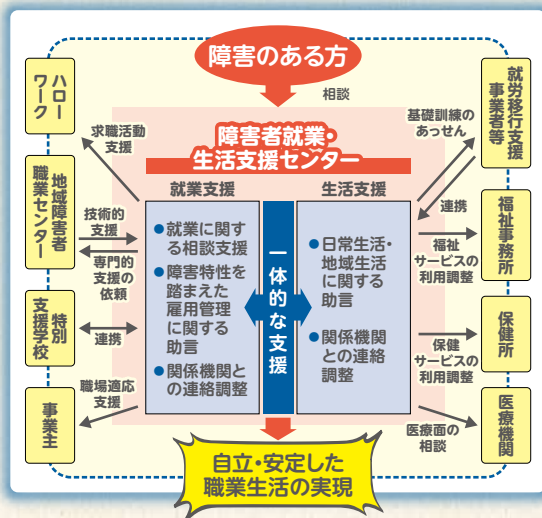 障害のある方
相談
障害者就業・
生活支援センター
ハロー
ワーク
求職活動
支援
地域障害者
職業センター
技術的
支援
専門的
支援の
依頼
特別
支援学校
連携
事業主
職場適応
支援
就業支援
●就業に関す
る相談支援
●障害特性を
踏まえた
雇用管理
に関する
助言
●関係機関と
の連絡調整
一体的な支援
生活支援
●日常生活・
地域生活
に関する
助言
●関係機関
との連絡
調整
就労移行支援
事業者等
基礎訓練の
あっせん
連携
福祉事務所
福祉
サービスの
利用調整
保健所
保健
サービスの
利用調整
医療機関
医療面の
相談
自立・安定した
職業生活の実現